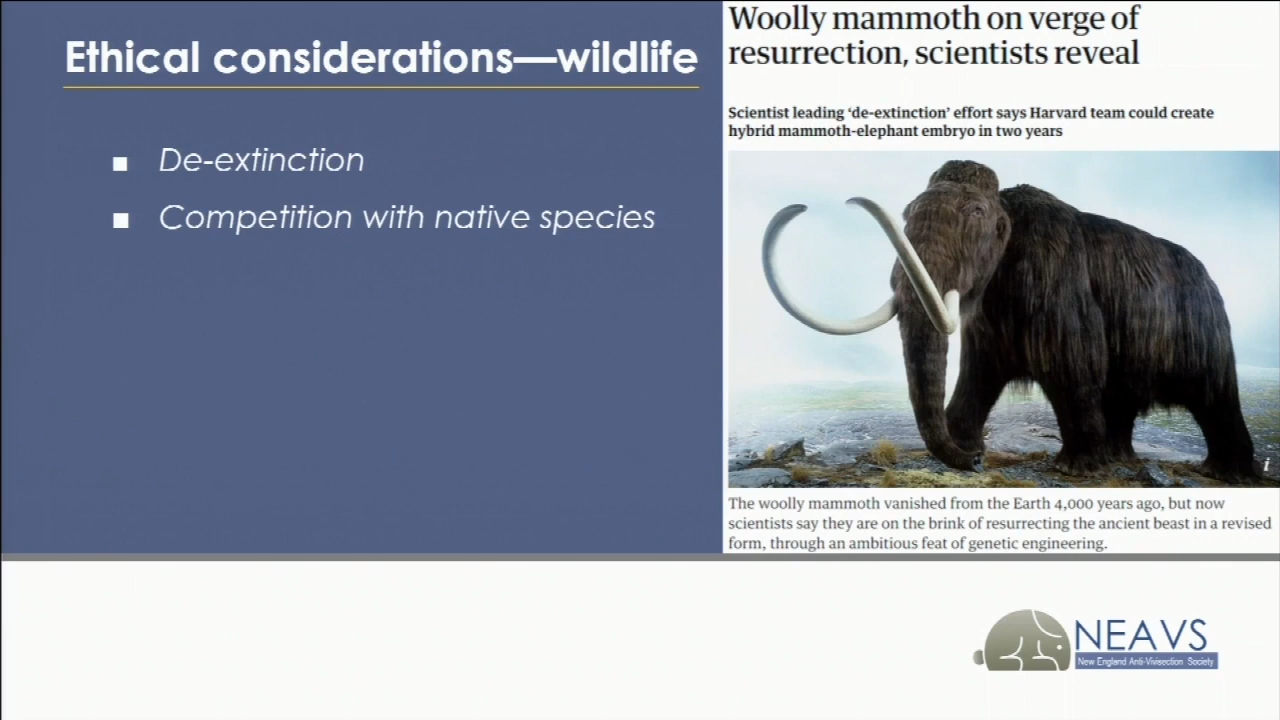 Ethical considerations—wildlife
▪ De-extinction
▪ Competition with native species
Woolly mammoth on verge of
resurrection, scientists reveal
Scientist leading ‘de-extinction’ effort says Harvard team could create
hybrid mammoth-elephant embryo in two years
i
The woolly mammoth vanished from the Earth 4,000 years ago, but now
scientists say they are on the brink of resurrecting the ancient beast in a revised
form, through an ambitious feat of genetic engineering.
NEAVS
New England Anti-Vivisection Society